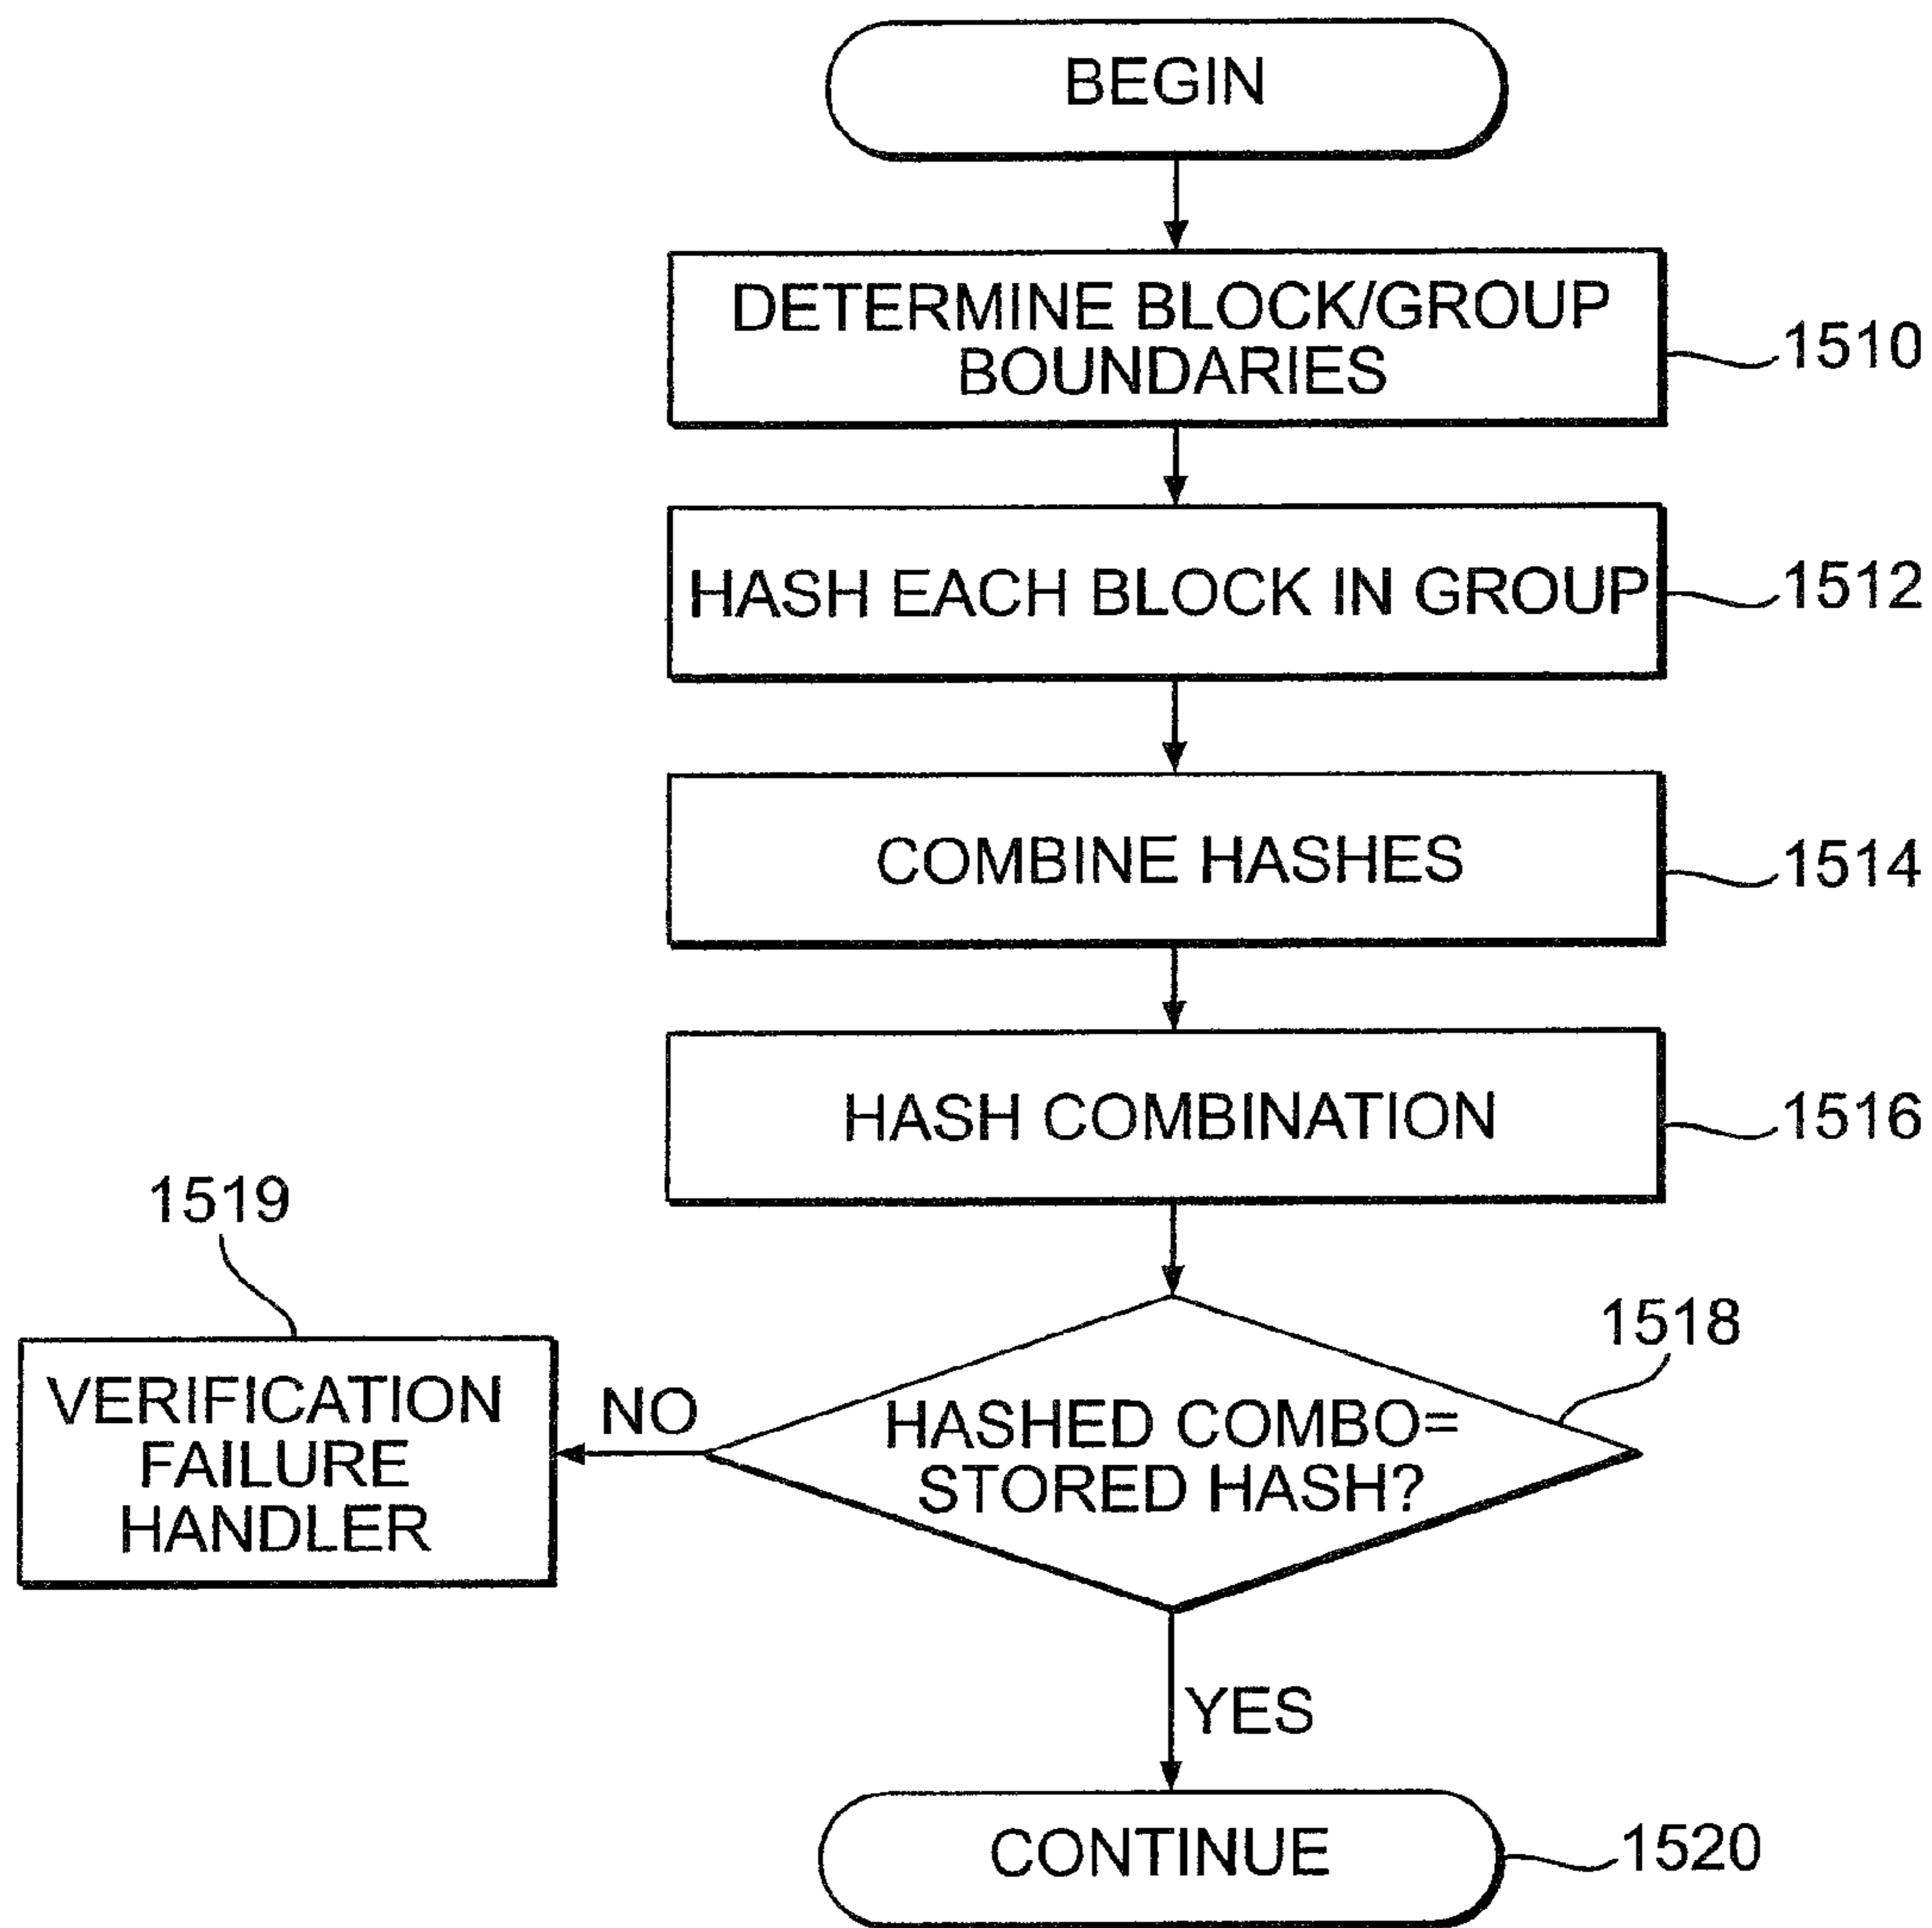 BEGIN
DETERMINE BLOCK/GROUP
BOUNDARIES
1510
HASH EACH BLOCK IN GROUP
1512
COMBINE HASHES
1514
HASH COMBINATION
1516
1519
VERIFICATION
FAILURE
HANDLER
NO
1518
HASHED COMBO=
STORED HASH?
YES
CONTINUE
1520